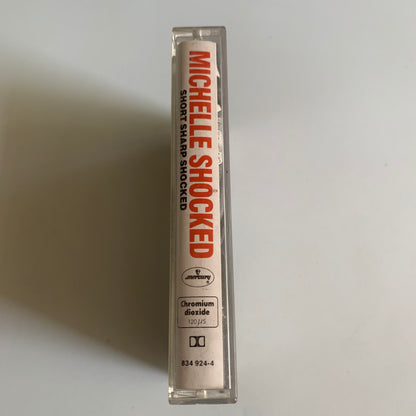 MICHELLE SHOCKED
SHORT SHARP SHOCKED
mercury
Chromium
dioxide
120 µs
834 924-4